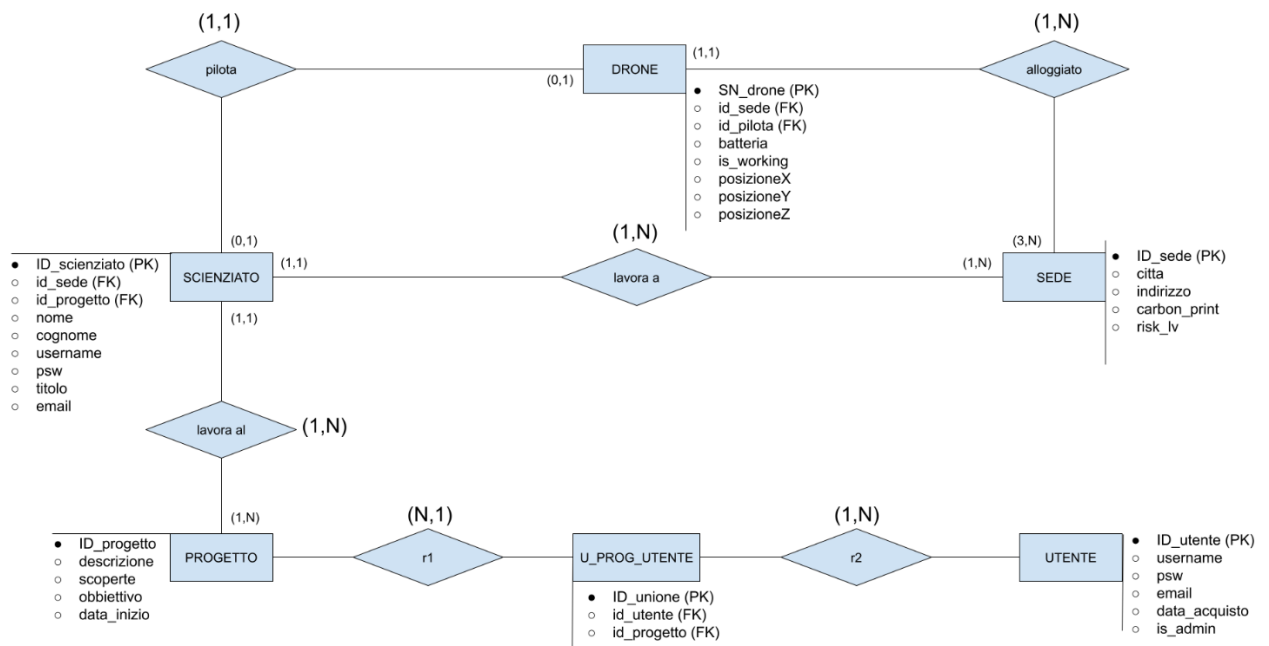 (1,1)
(1,N)
pilota
DRONE
alloggiato
(0,1)
(1,1)
● SN_drone (PK)
○ id_sede (FK)
○ id_pilota (FK)
○ batteria
○ is_working
○ posizioneX
○ posizioneY
○ posizioneZ
(0,1)
(1,N)
(3,N)
● ID_scienziato (PK)
○ id_sede (FK)
○ id_progetto (FK)
○ nome
○ cognome
○ username
○ psw
○ titolo
○ email
SCIENZIATO
(1,1)
(1,1)
lavora a
(1,N)
SEDE
● ID_sede (PK)
○ citta
○ indirizzo
○ carbon_print
○ risk_lv
lavora al
(1,N)
(1,N)
(N,1)
(1,N)
● ID_progetto
○ descrizione
○ scoperte
○ obbiettivo
○ data_inizio
PROGETTO
r1
U_PROG_UTENTE
● ID_unione (PK)
○ id_utente (FK)
○ id_progetto (FK)
r2
UTENTE
● ID_utente (PK)
○ username
○ psw
○ email
○ data_acquisto
○ is_admin